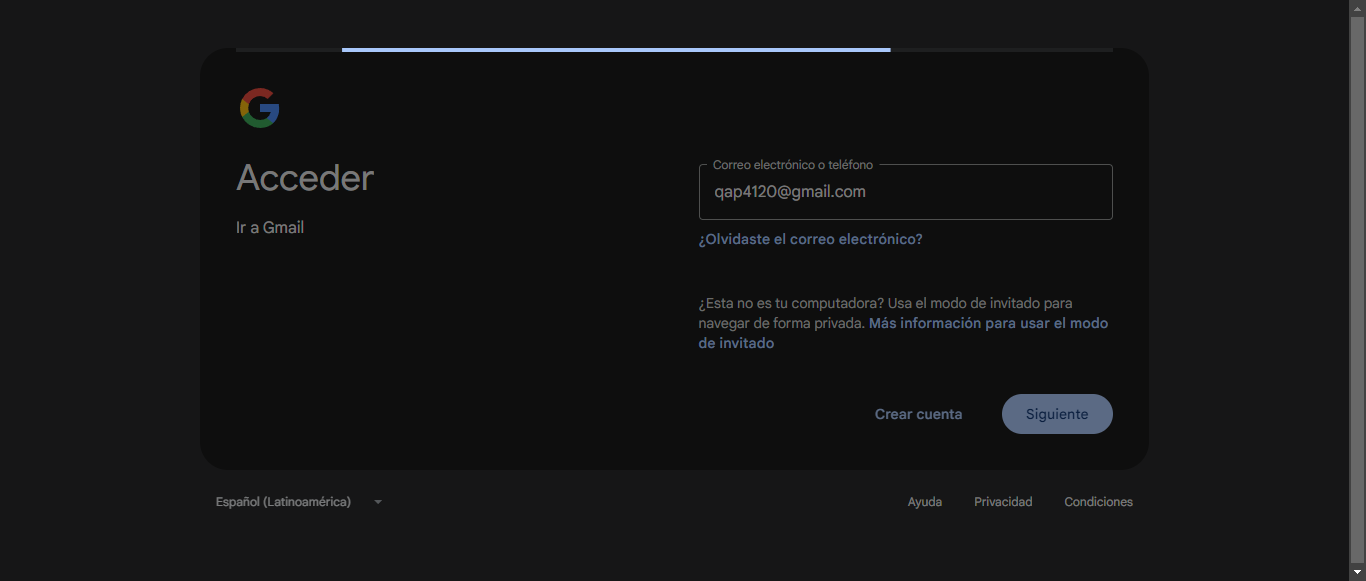 Acceder
Ir a Gmail
Correo electrónico o teléfono
qap4120@gmail.com
¿Olvidaste el correo electrónico?
¿Esta no es tu computadora? Usa el modo de invitado para
navegar de forma privada. Más información para usar el modo
de invitado
Crear cuenta
Siguiente
Español (Latinoamérica)
Ayuda
Privacidad
Condiciones